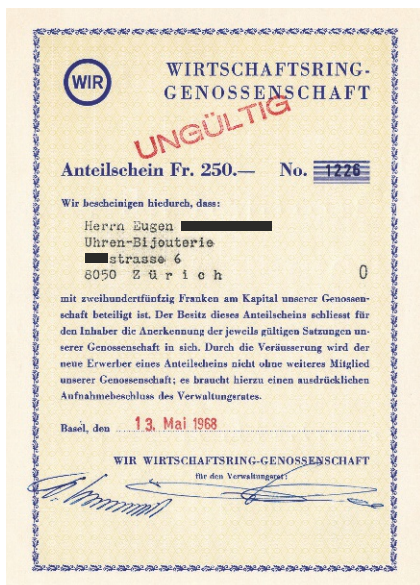 WIR
WIRTSCHAFTSRING-
GENOSSENSCHAFT
UNGÜLTIG
Anteilschein Fr. 250.— No. 1226
Wir bescheinigen hiedurch, dass:
Herrn Eugen
Uhren-Bijouterie
strasse 6
8050 Zürich O
mit zweihundertfünfzig Franken am Kapital unserer Genossen-
schaft beteiligt ist. Der Besitz dieses Anteilscheins schliesst für
den Inhaber die Anerkennung der jeweils gültigen Satzungen un-
serer Genossenschaft in sich. Durch die Veräusserung wird der
neue Erwerber eines Anteilscheins nicht ohne weiteres Mitglied
unserer Genossenschaft; es braucht hierzu einen ausdrücklichen
Aufnahmebeschluss des Verwaltungsrates.
Basel, den 13. Mai 1968
WIR WIRTSCHAFTSRING-GENOSSENSCHAFT
für den Verwaltungsrat: